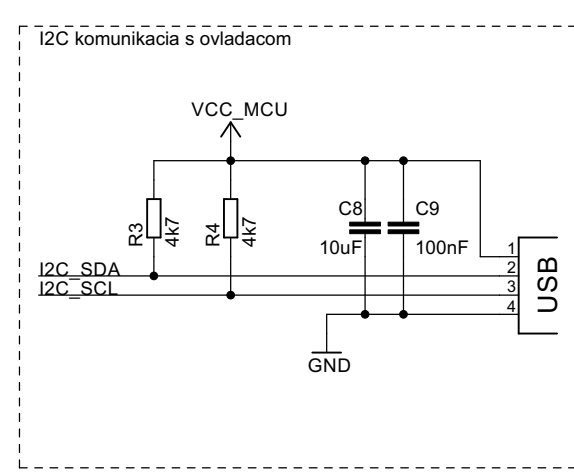 I2C komunikacia s ovladacom
VCC_MCU
R3
4k7
R4
4k7
C8
10uF
C9
100nF
I2C_SDA
I2C_SCL
1
2
3
4
USB
GND